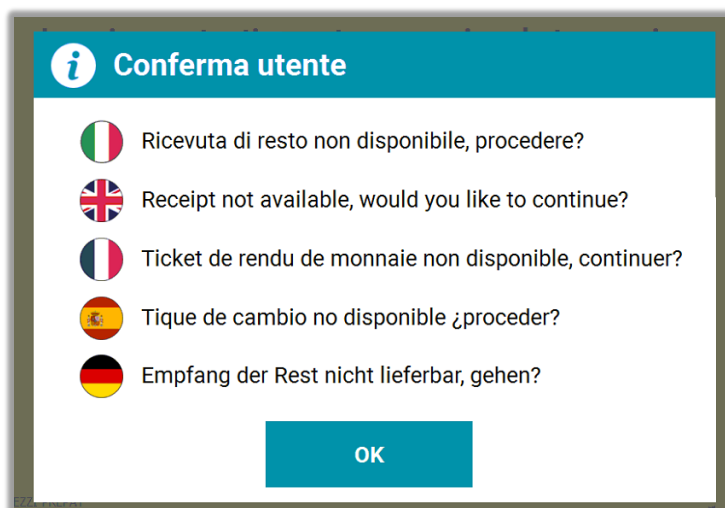 Conferma utente
Ricevuta di resto non disponibile, procedere?
Receipt not available, would you like to continue?
Ticket de rendu de monnaie non disponible, continuer?
Tique de cambio no disponible ¿proceder?
Empfang der Rest nicht lieferbar, gehen?
OK